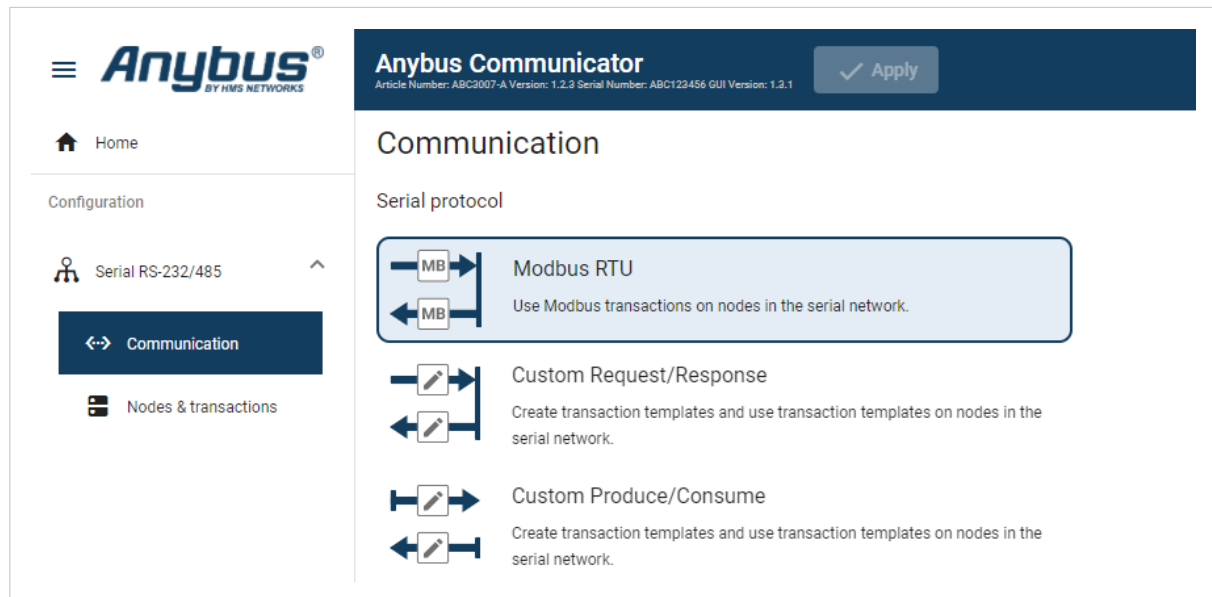 Anybus®
BY HMS NETWORKS
Anybus Communicator
Article Number: ABC3007-A Version: 1.2.3 Serial Number: ABC123456 GUI Version: 1.3.1
Apply
Home
Configuration
Serial RS-232/485
Communication
Nodes & transactions
Communication
Serial protocol
MB
MB
Modbus RTU
Use Modbus transactions on nodes in the serial network.
Custom Request/Response
Create transaction templates and use transaction templates on nodes in the
serial network.
Custom Produce/Consume
Create transaction templates and use transaction templates on nodes in the
serial network.